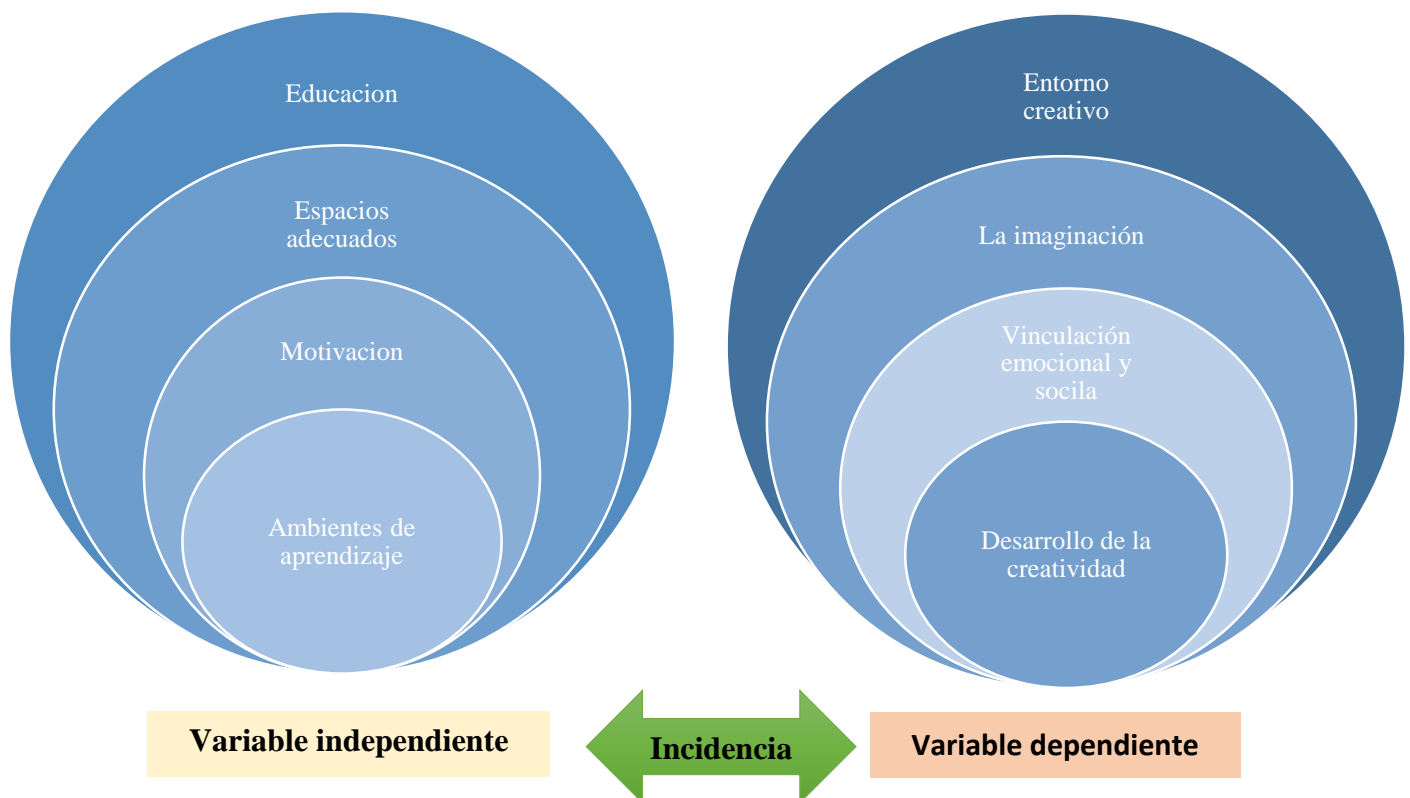 Educacion
Espacios
adecuados
Motivacion
Ambientes de
aprendizaje
Entorno
creativo
La imaginación
Vinculación
emocional y
socila
Desarrollo de la
creatividad
Variable independiente
Incidencia
Variable dependiente